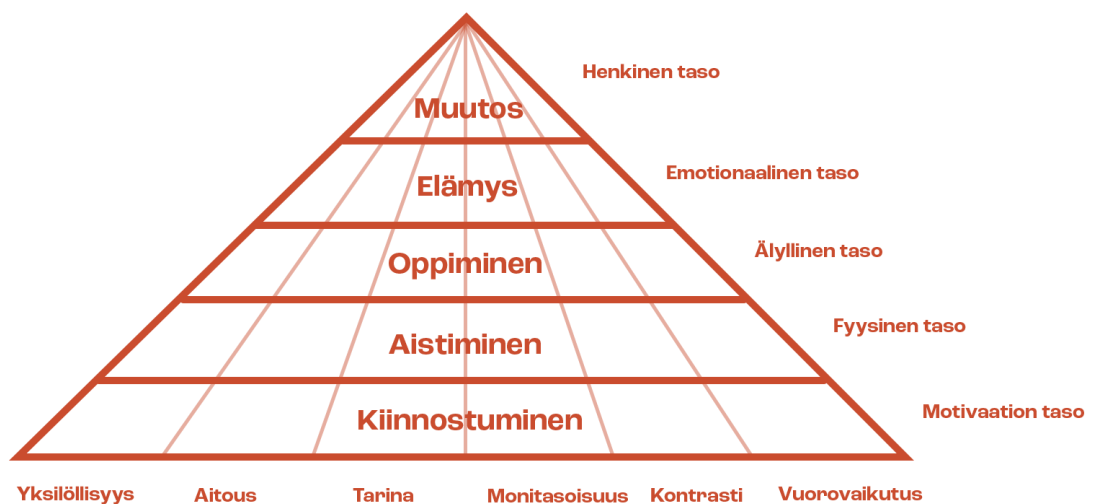 Henkinen taso
Muutos
Emotionaalinen taso
Elämys
Älyllinen taso
Oppiminen
Fyysinen taso
Aistiminen
Motivaation taso
Kiinnostuminen
Yksilöllisyys Aitous Tarina Monitasoisuus Kontrasti Vuorovaikutus